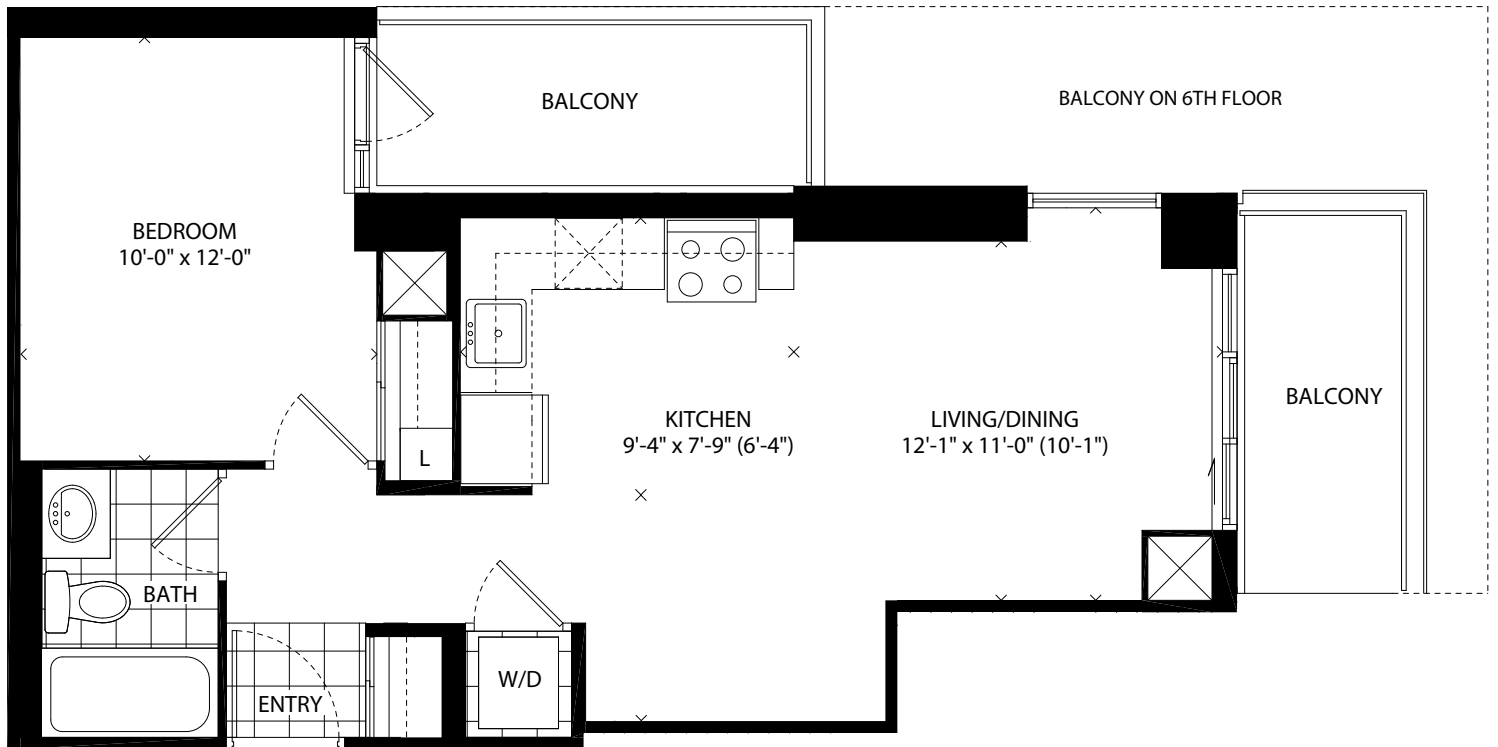 BALCONY
BALCONY ON 6TH FLOOR
BEDROOM
10'-0" x 12'-0"
BALCONY
KITCHEN
9'-4" x 7'-9" (6'-4")
LIVING/DINING
12'-1" x 11'-0" (10'-1")
L
BATH
W/D
ENTRY